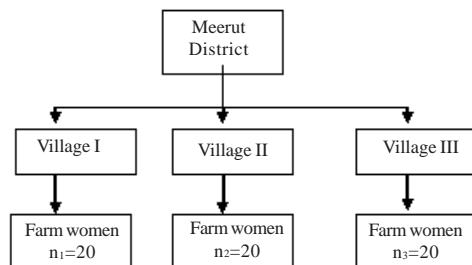 Meerut
District
Village I
Village II
Village III
Farm women
n₁=20
Farm women
n₂=20
Farm women
n₃=20